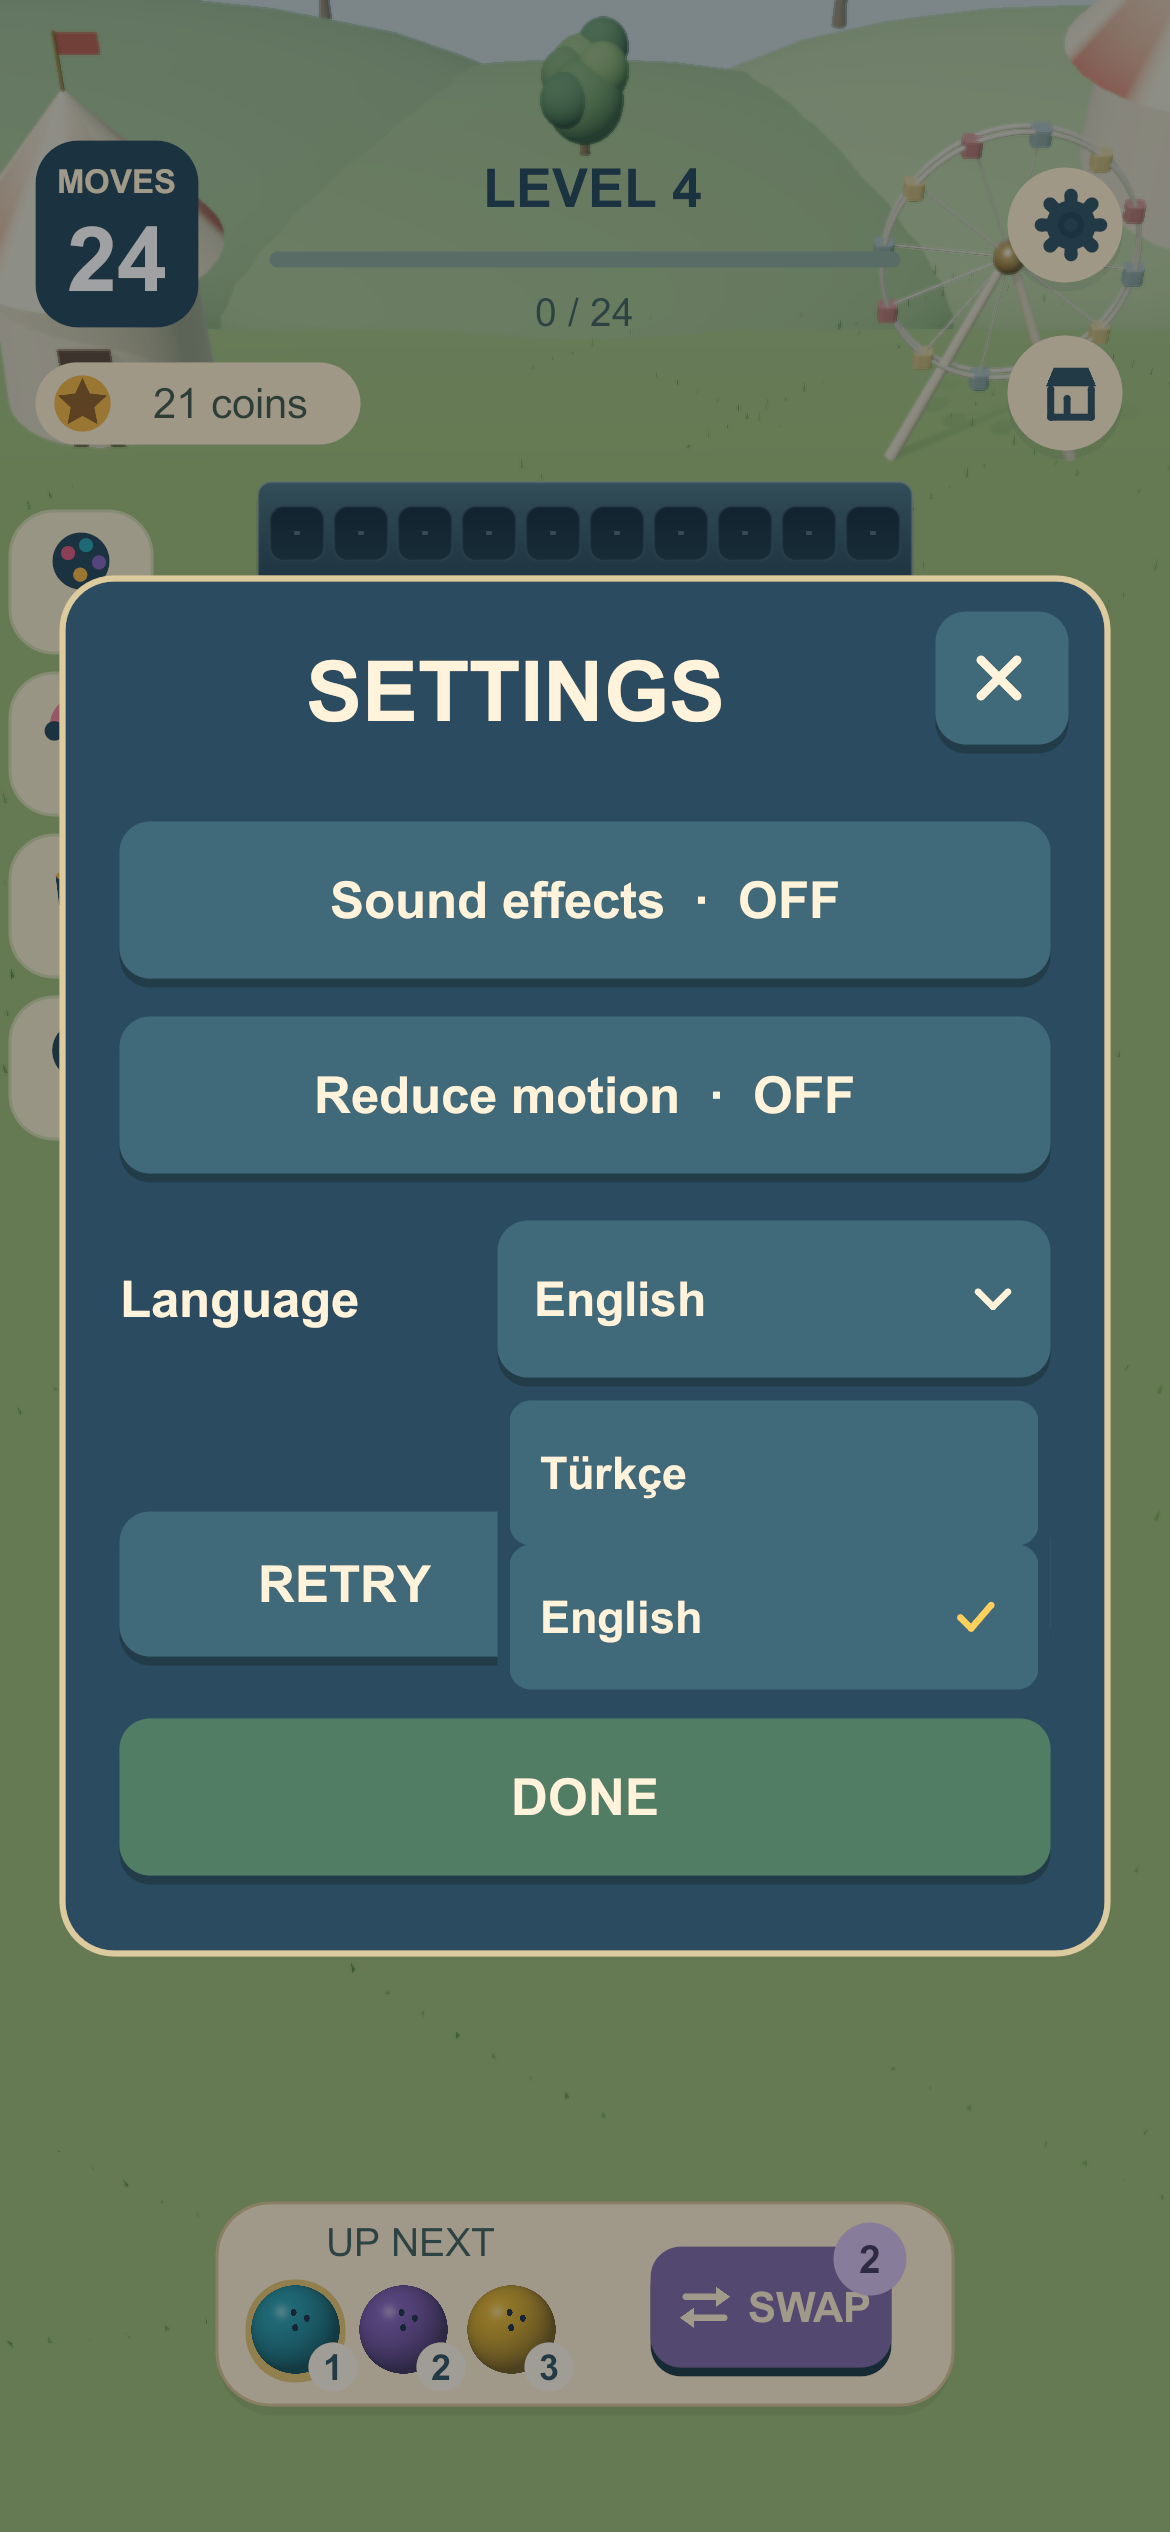 MOVES
24
LEVEL 4
0 / 24
21 coins
SETTINGS
Sound effects · OFF
Reduce motion · OFF
Language
English
Türkçe
English
RETRY
DONE
UP NEXT
1
2
3
SWAP
2